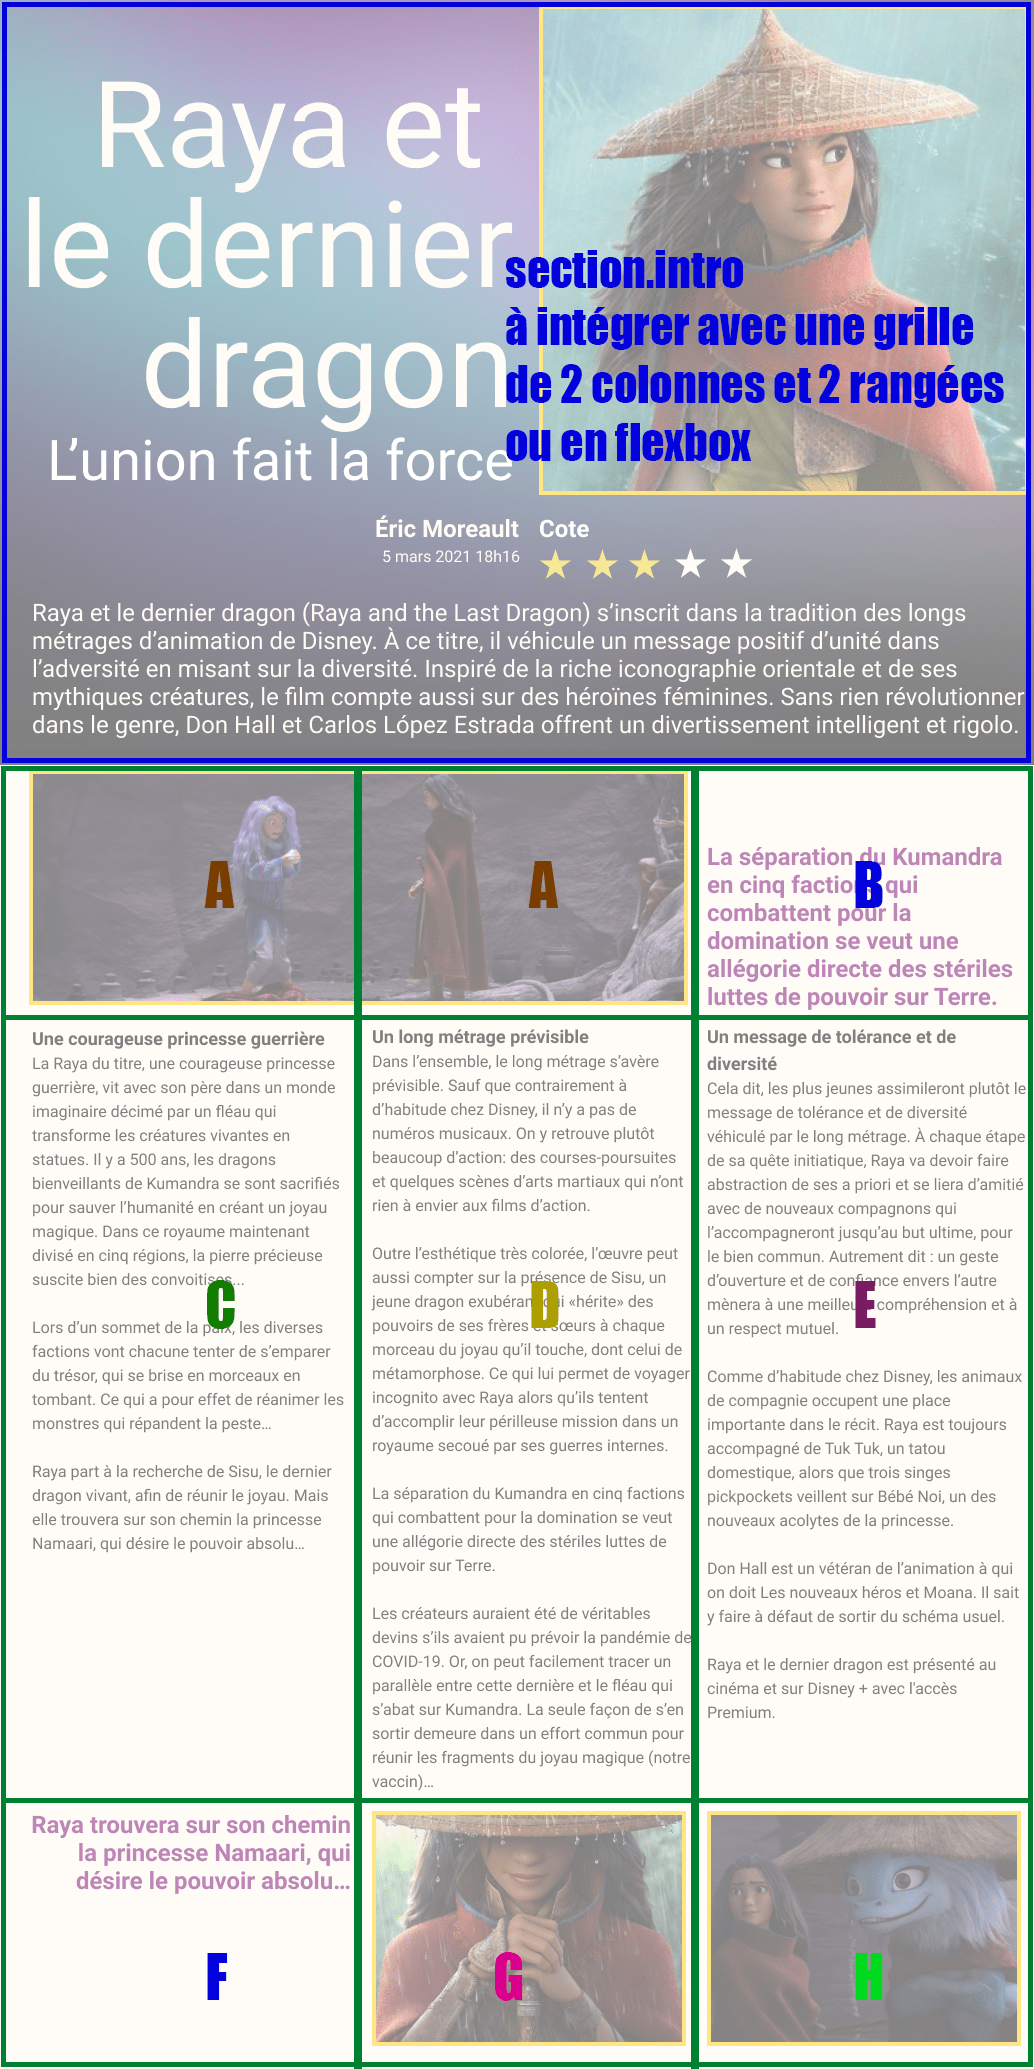 Raya et
le dernier
dragon
L’union fait la force
section.intro
à intégrer avec une grille
de 2 colonnes et 2 rangées
ou en flexbox
Éric Moreault
5 mars 2021 18h16
Cote
Raya et le dernier dragon (Raya and the Last Dragon) s’inscrit dans la tradition des longs
métrages d’animation de Disney. À ce titre, il véhicule un message positif d’unité dans
l’adversité en misant sur la diversité. Inspiré de la riche iconographie orientale et de ses
mythiques créatures, le film compte aussi sur des héroïnes féminines. Sans rien révolutionner
dans le genre, Don Hall et Carlos López Estrada offrent un divertissement intelligent et rigolo.
A
A
B
La séparation du Kumandra
en cinq factions qui
combattent pour la
domination se veut une
allégorie directe des stériles
luttes de pouvoir sur Terre.
Une courageuse princesse guerrière
La Raya du titre, une courageuse princesse
guerrière, vit avec son père dans un monde
imaginaire décimé par un fléau qui
transforme les créatures vivantes en
statues. Il y a 500 ans, les dragons
bienveillants de Kumandra se sont sacrifiés
pour sauver l’humanité en créant un joyau
magique. Dans ce royaume maintenant
divisé en cinq régions, la pierre précieuse
suscite bien des convoitises...
C
Lors d’un sommet de la paix, les diverses
factions vont chacune tenter de s’emparer
du trésor, qui se brise en morceaux en
tombant. Ce qui a pour effet de réanimer les
monstres qui répandent la peste…
Raya part à la recherche de Sisu, le dernier
dragon vivant, afin de réunir le joyau. Mais
elle trouvera sur son chemin la princesse
Namaari, qui désire le pouvoir absolu…
Un long métrage prévisible
Dans l’ensemble, le long métrage s’avère
prévisible. Sauf que contrairement à
d’habitude chez Disney, il n’y a pas de
numéros musicaux. On y retrouve plutôt
beaucoup d’action: des courses-poursuites
et quelques scènes d’arts martiaux qui n’ont
rien à envier aux films d’action.
Outre l’esthétique très colorée, l’œuvre peut
aussi compter sur la présence de Sisu, un
jeune dragon exubérant qui «hérite» des
D
pouvoirs de ses frères et sœurs à chaque
morceau du joyau qu’il touche, dont celui de
métamorphose. Ce qui lui permet de voyager
incognito avec Raya alors qu’ils tentent
d’accomplir leur périlleuse mission dans un
royaume secoué par ses guerres internes.
La séparation du Kumandra en cinq factions
qui combattent pour la domination se veut
une allégorie directe des stériles luttes de
pouvoir sur Terre.
Les créateurs auraient été de véritables
devins s’ils avaient pu prévoir la pandémie de
COVID-19. Or, on peut facilement tracer un
parallèle entre cette dernière et le fléau qui
s’abat sur Kumandra. La seule façon de s’en
sortir demeure dans un effort commun pour
réunir les fragments du joyau magique (notre
vaccin)…
Un message de tolérance et de
diversité
Cela dit, les plus jeunes assimileront plutôt le
message de tolérance et de diversité
véhiculé par le long métrage. À chaque étape
de sa quête initiatique, Raya va devoir faire
abstraction de ses a priori et se liera d’amitié
avec de nouveaux compagnons qui
l’accompagneront jusqu’au but ultime, pour
le bien commun. Autrement dit : un geste
d’ouverture et de confiance envers l’autre
mènera à une meilleure compréhension et à
E
un respect mutuel.
Comme d’habitude chez Disney, les animaux
de compagnie occupent une place
importante dans le récit. Raya est toujours
accompagné de Tuk Tuk, un tatou
domestique, alors que trois singes
pickpockets veillent sur Bébé Noi, un des
nouveaux acolytes de la princesse.
Don Hall est un vétéran de l’animation à qui
on doit Les nouveaux héros et Moana. Il sait
y faire à défaut de sortir du schéma usuel.
Raya et le dernier dragon est présenté au
cinéma et sur Disney + avec l'accès
Premium.
Raya trouvera sur son chemin
la princesse Namaari, qui
désire le pouvoir absolu…
F
G
H